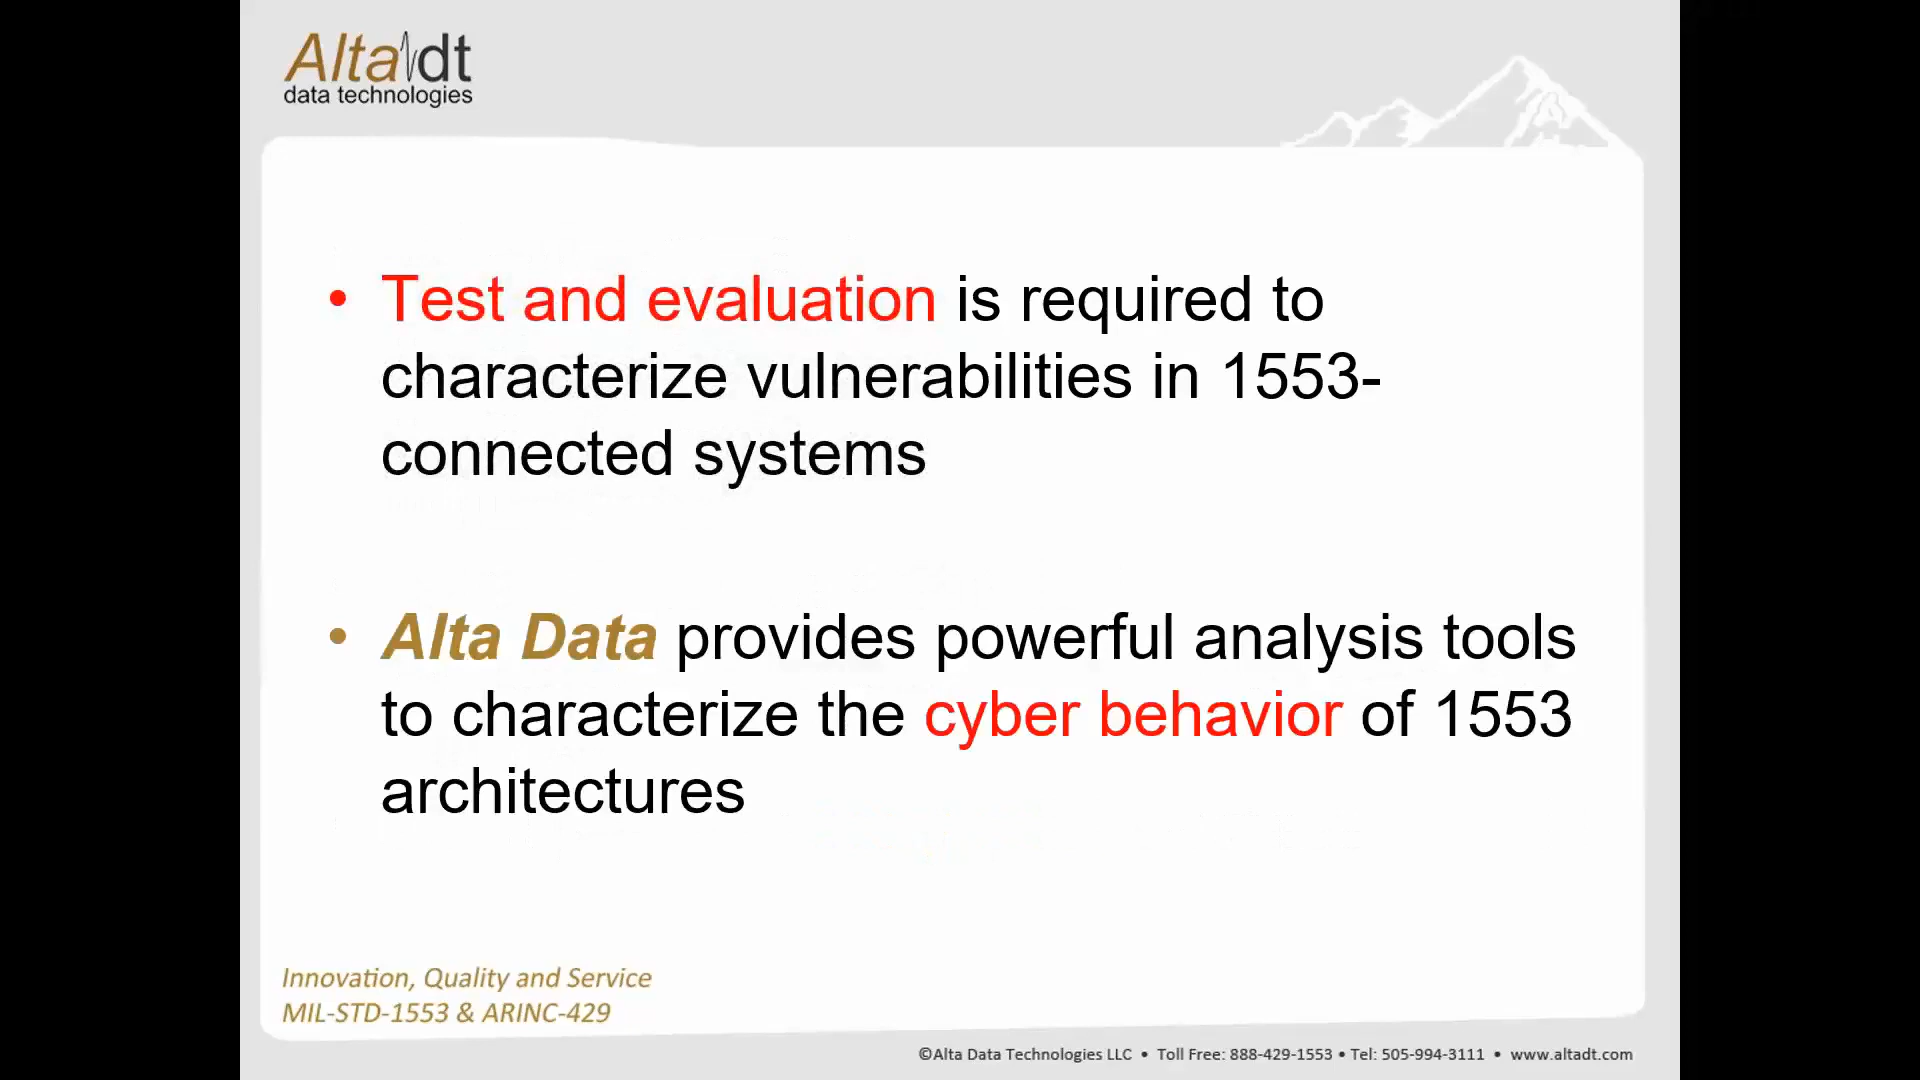 Alta dt
data technologies
• Test and evaluation is required to
characterize vulnerabilities in 1553-
connected systems
• Alta Data provides powerful analysis tools
to characterize the cyber behavior of 1553
architectures
Innovation, Quality and Service
MIL-STD-1553 & ARINC-429
©Alta Data Technologies LLC • Toll Free: 888-429-1553 • Tel: 505-994-3111 • www.altadt.com